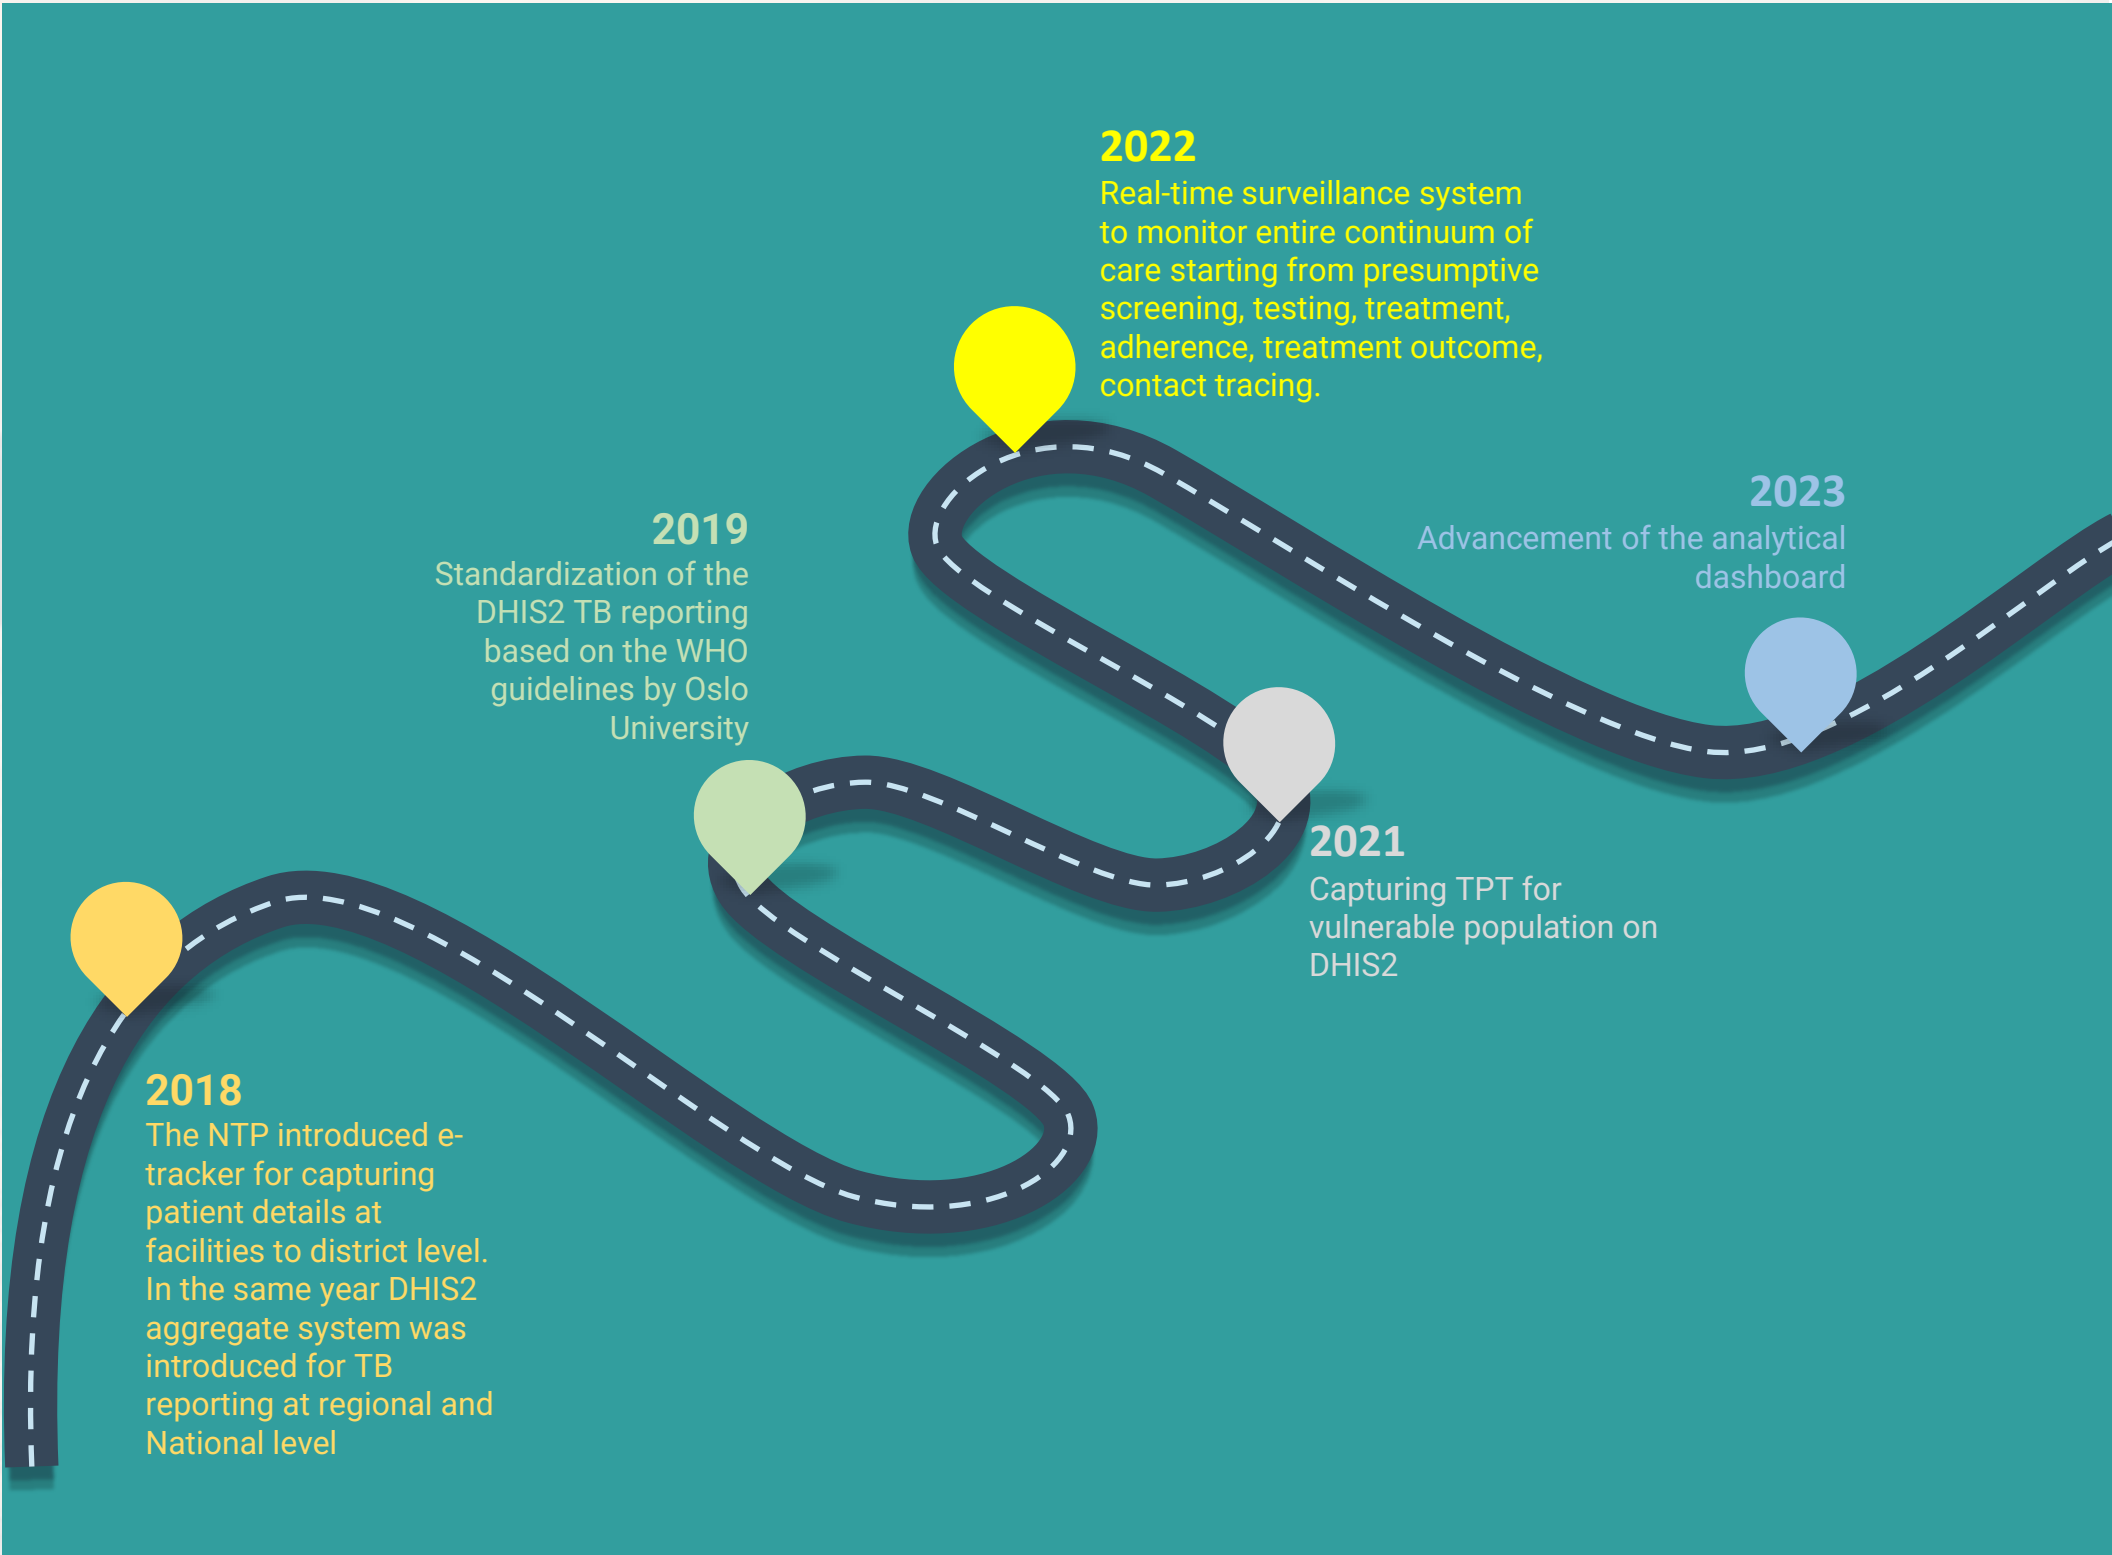 2022
Real-time surveillance system
to monitor entire continuum of
care starting from presumptive
screening, testing, treatment,
adherence, treatment outcome,
contact tracing.
2023
Advancement of the analytical
dashboard
2019
Standardization of the
DHIS2 TB reporting
based on the WHO
guidelines by Oslo
University
2021
Capturing TPT for
vulnerable population on
DHIS2
2018
The NTP introduced e-
tracker for capturing
patient details at
facilities to district level.
In the same year DHIS2
aggregate system was
introduced for TB
reporting at regional and
National level